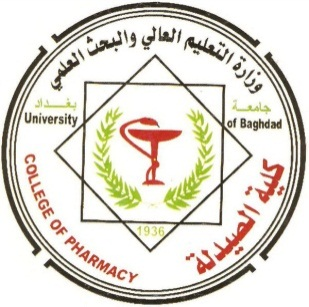 وزارة التعليم العالي والبحث العلمي
جامعة بغداد
University of Baghdad
كلية الصيدلة
COLLEGE OF PHARMACY
1936